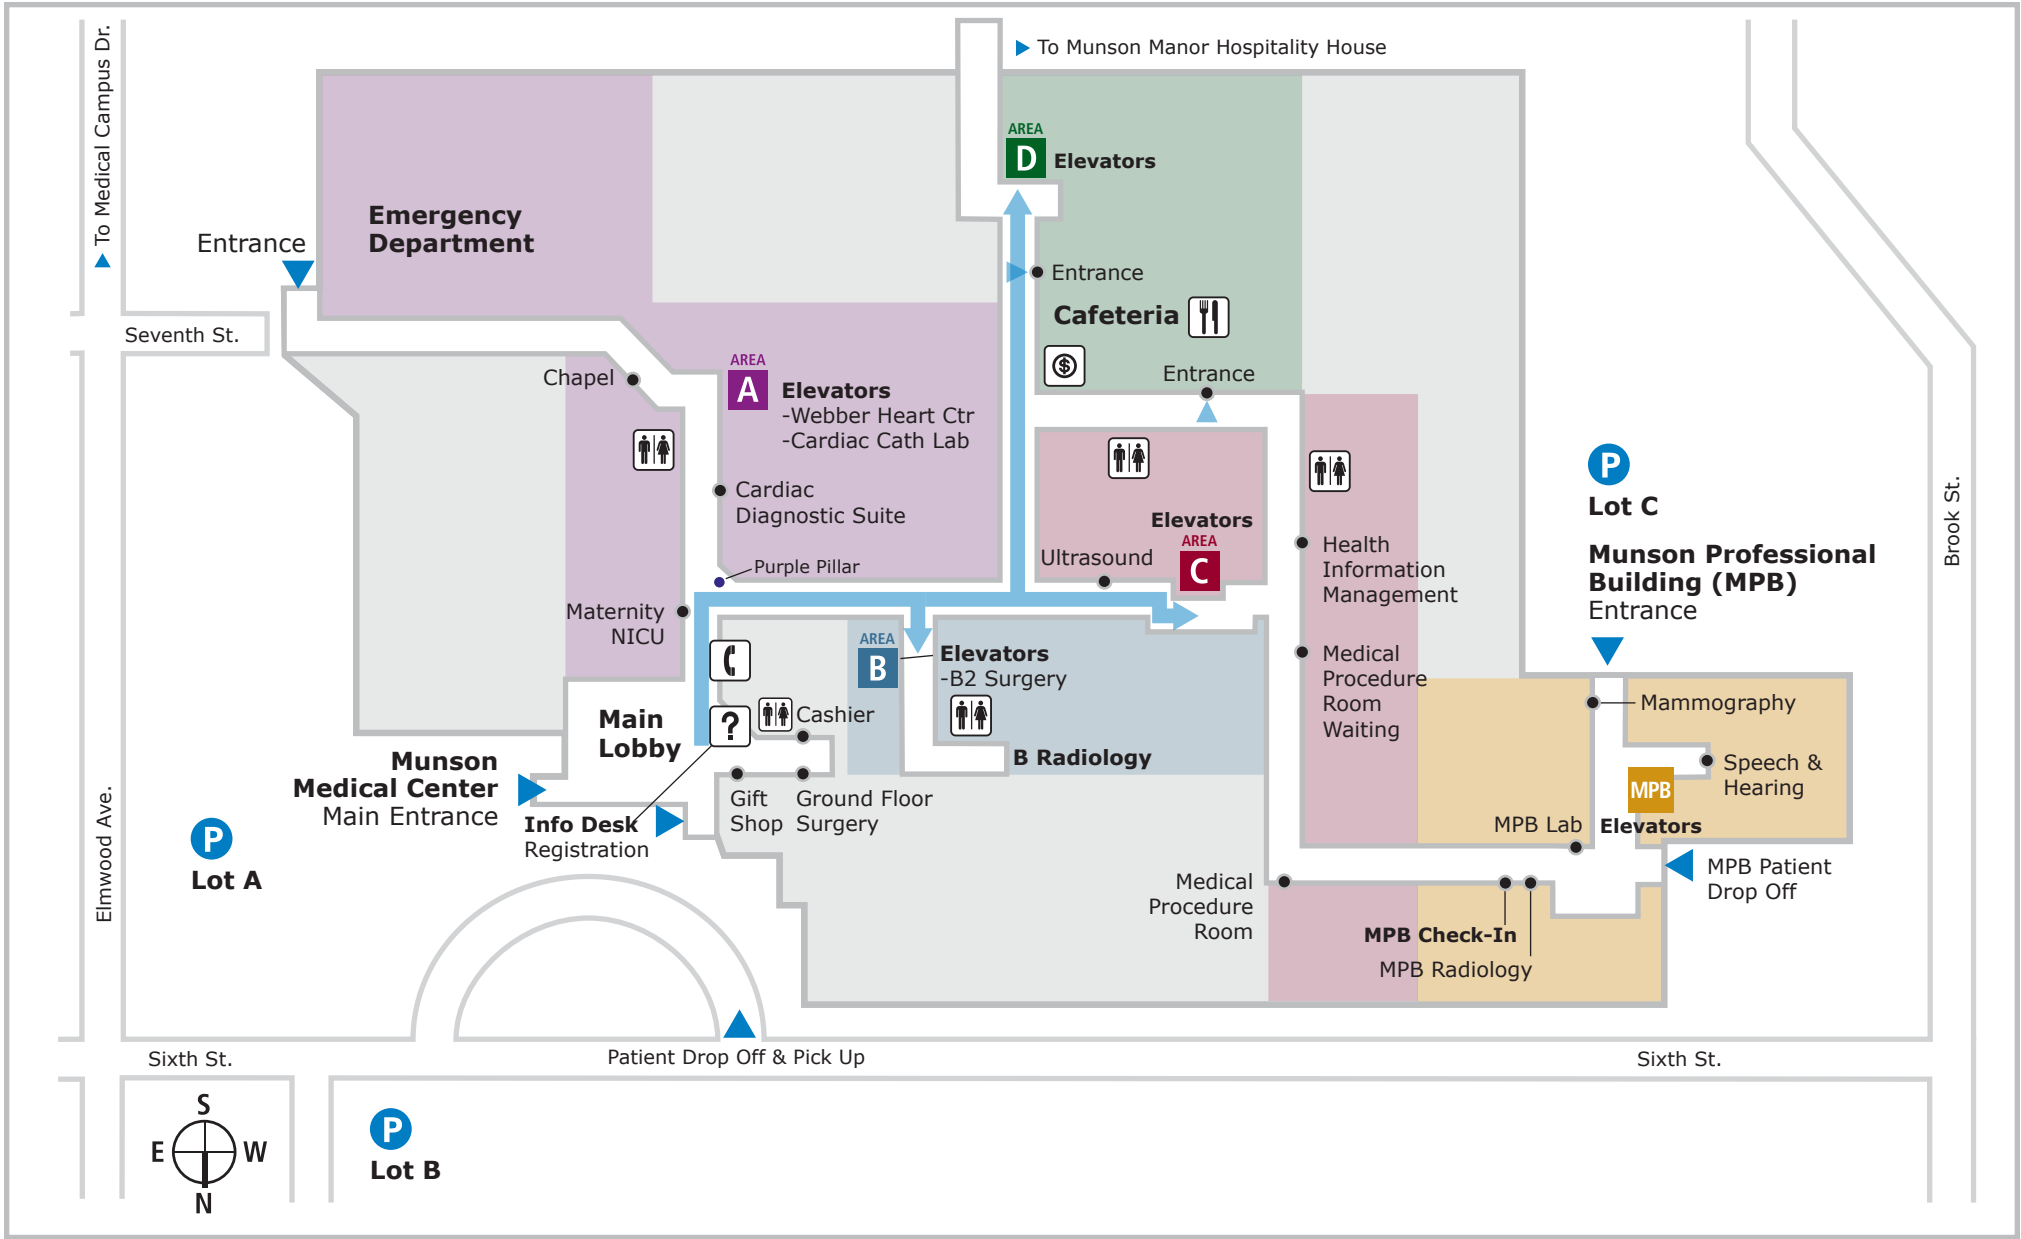 To Medical Campus Dr.
To Munson Manor Hospitality House
AREA
D
Elevators
Emergency
Department
Entrance
Entrance
Cafeteria
$
Entrance
Seventh St.
Chapel
AREA
A
Elevators
-Webber Heart Ctr
-Cardiac Cath Lab
Cardiac
Diagnostic Suite
Purple Pillar
Maternity
NICU
Elevators
AREA
C
Ultrasound
Health
Information
Management
Medical
Procedure
Room
Waiting
P
Lot C
Munson Professional
Building (MPB)
Entrance
Brook St.
AREA
B
Elevators
-B2 Surgery
B Radiology
Main
Lobby
?
Cashier
Munson
Medical Center
Main Entrance
Info Desk
Registration
Gift
Shop
Ground Floor
Surgery
Mammography
Speech &
Hearing
MPB
Elevators
MPB Lab
MPB Patient
Drop Off
Medical
Procedure
Room
MPB Check-In
MPB Radiology
Elmwood Ave.
P
Lot A
Sixth St.
Patient Drop Off & Pick Up
Sixth St.
S
E
W
N
P
Lot B